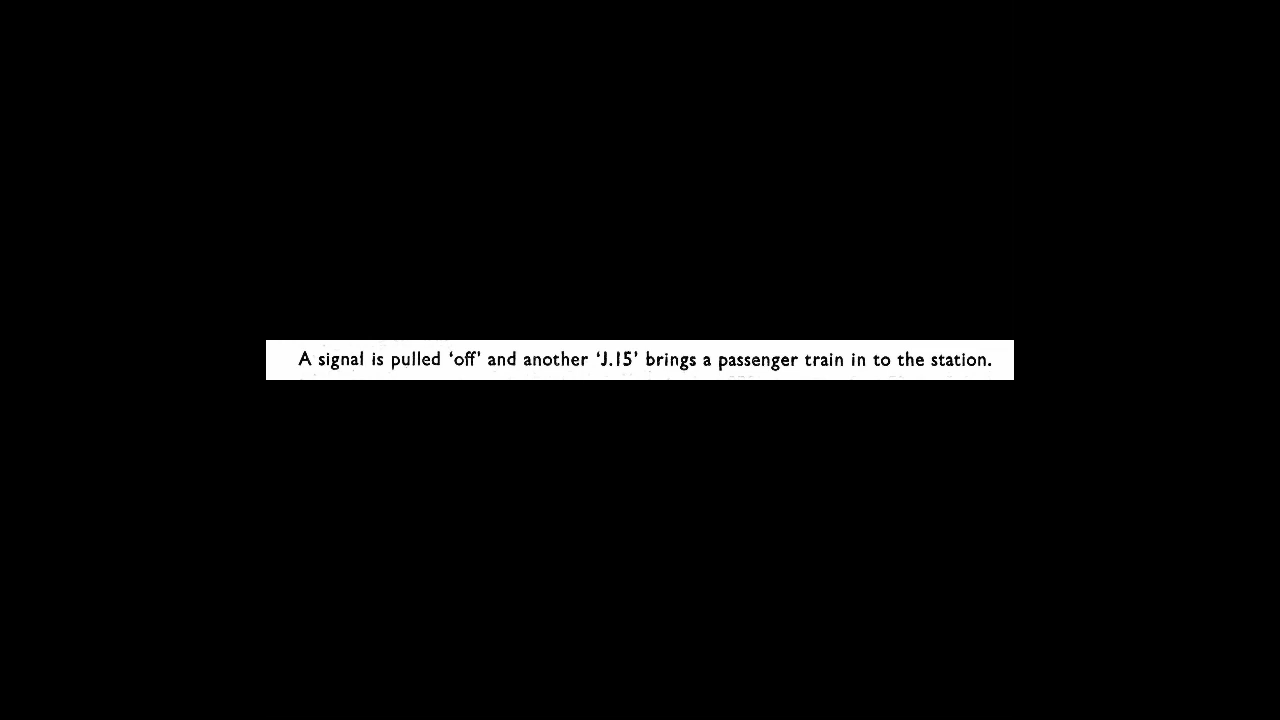 A signal is pulled ‘off’ and another ‘J.15’ brings a passenger train in to the station.